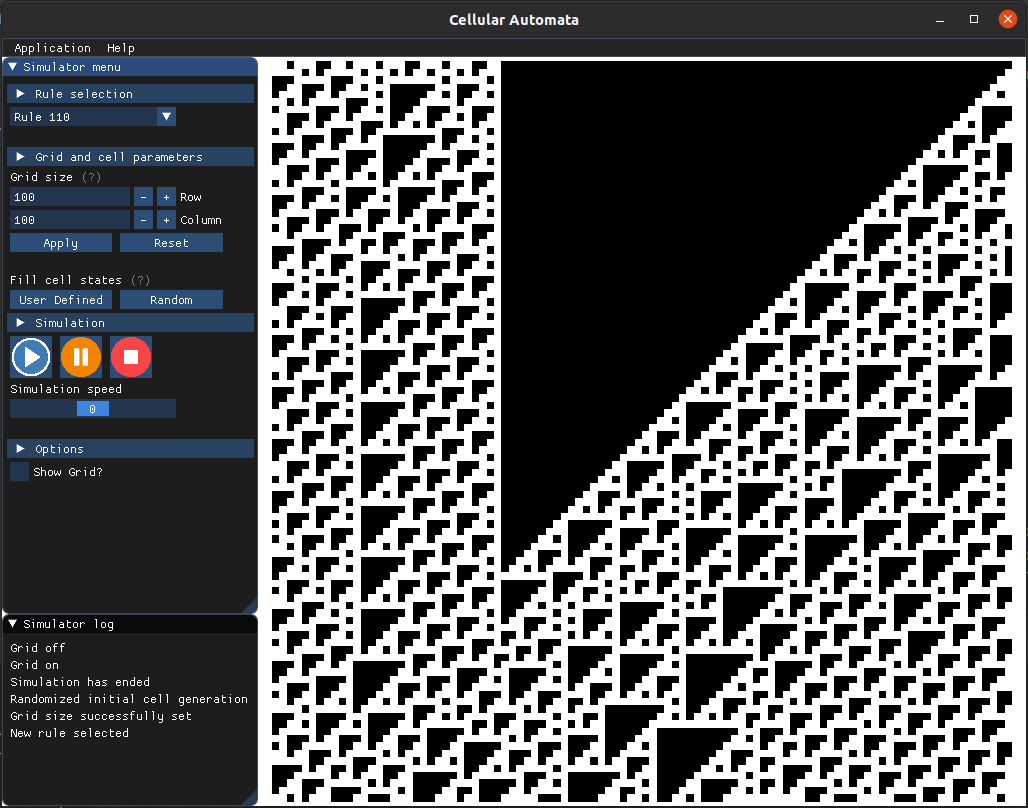 Cellular Automata
Application Help
Simulator menu
Rule selection
Rule 110
Grid and cell parameters
Grid size (?)
100 - + Row
100 - + Column
Apply Reset
Fill cell states (?)
User Defined Random
Simulation
Simulation speed
0
Options
Show Grid?
Simulator log
Grid off
Grid on
Simulation has ended
Randomized initial cell generation
Grid size successfully set
New rule selected